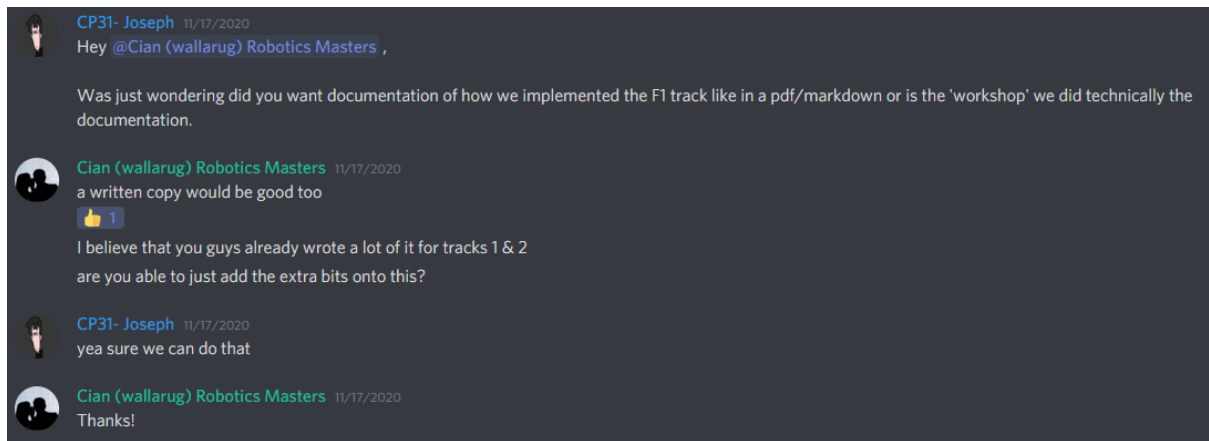 CP31- Joseph 11/17/2020
Hey @Cian (wallarug) Robotics Masters ,
Was just wondering did you want documentation of how we implemented the F1 track like in a pdf/markdown or is the 'workshop' we did technically the
documentation.
Cian (wallarug) Robotics Masters 11/17/2020
a written copy would be good too
👍 1
I believe that you guys already wrote a lot of it for tracks 1 & 2
are you able to just add the extra bits onto this?
CP31- Joseph 11/17/2020
yea sure we can do that
Cian (wallarug) Robotics Masters 11/17/2020
Thanks!